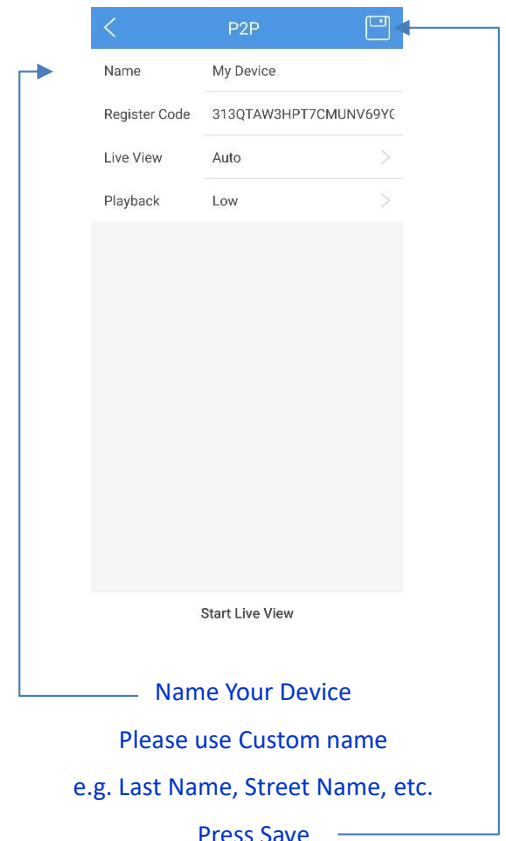 P2P
Name My Device
Register Code 313QTAW3HPT7CMUNV69Y
Live View Auto
Playback Low
Start Live View
Name Your Device
Please use Custom name
e.g. Last Name, Street Name, etc.
Press Save